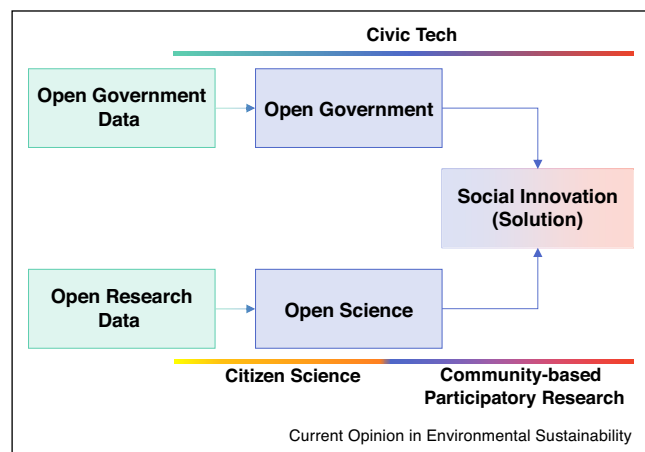 Civic Tech
Open Government
Data
Open Government
Social Innovation
(Solution)
Open Research
Data
Open Science
Citizen Science
Community-based
Participatory Research
Current Opinion in Environmental Sustainability